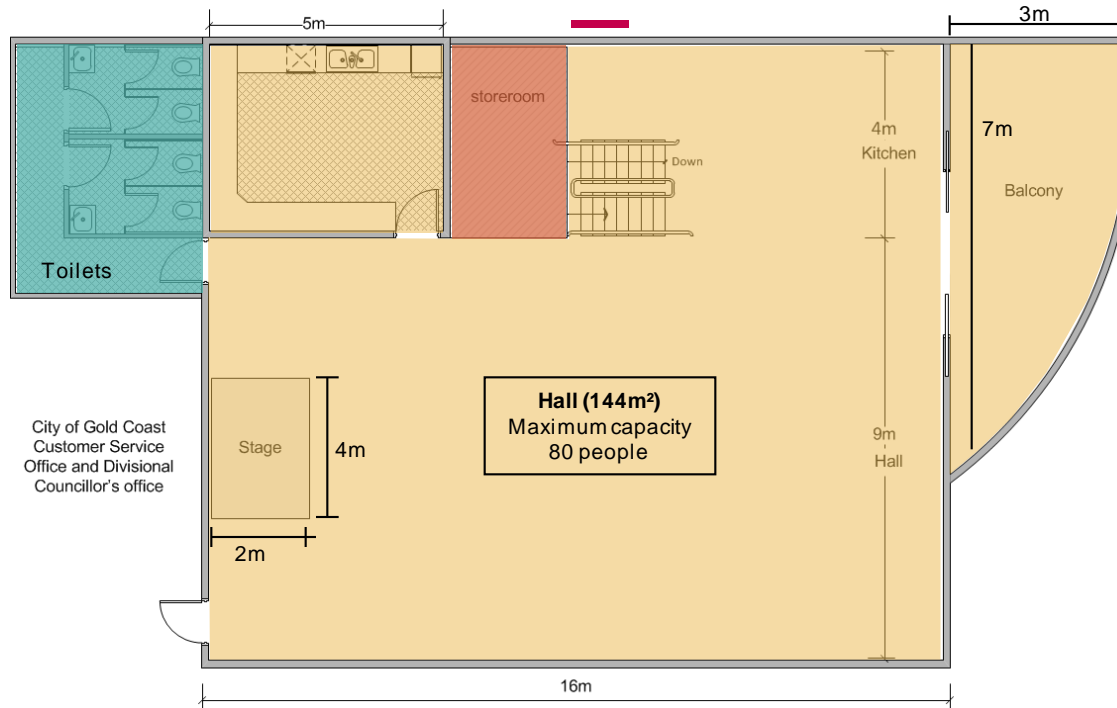 5m
3m
storeroom
4m
Kitchen
7m
Down
Balcony
Toilets
Hall (144m²)
Maximum capacity
80 people
City of Gold Coast
Customer Service
Office and Divisional
Councillor's office
Stage
4m
9m
Hall
2m
16m